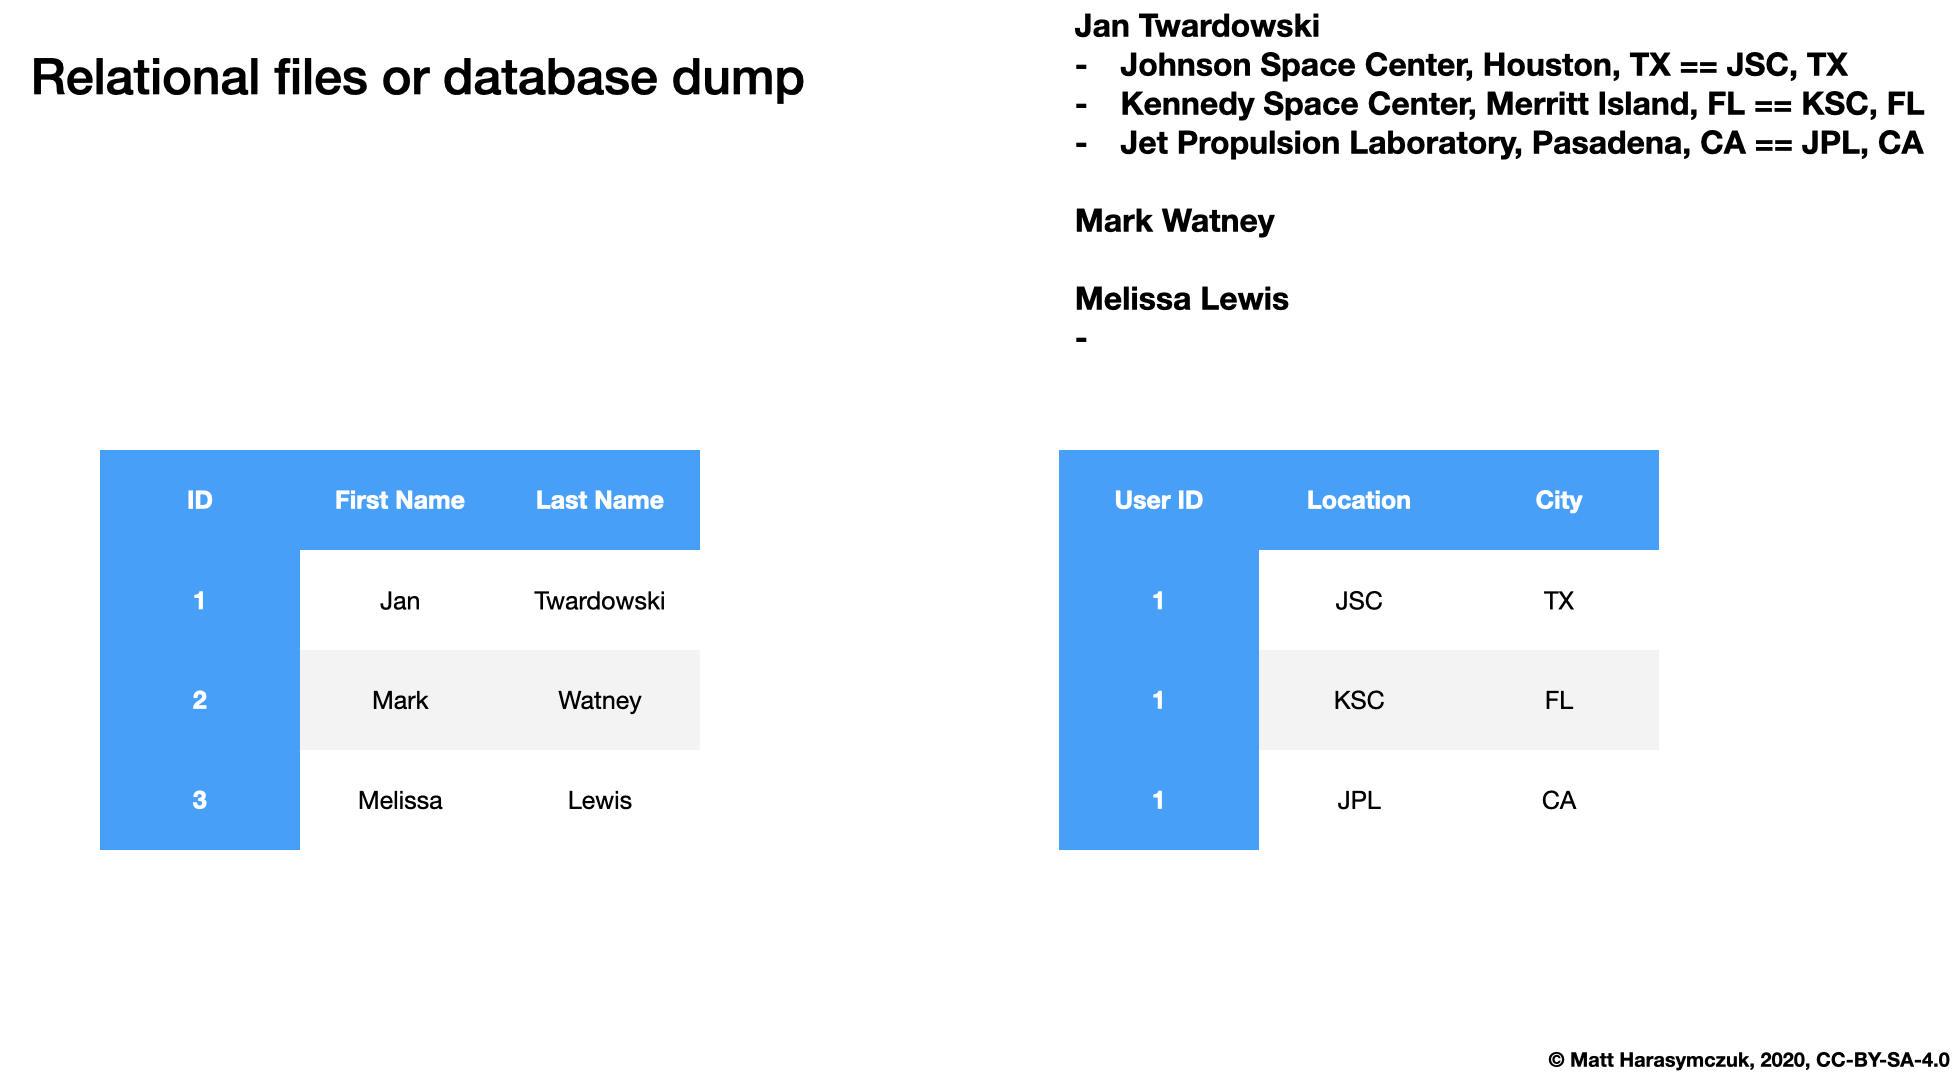 Relational files or database dump
Jan Twardowski
- Johnson Space Center, Houston, TX == JSC, TX
- Kennedy Space Center, Merritt Island, FL == KSC, FL
- Jet Propulsion Laboratory, Pasadena, CA == JPL, CA
Mark Watney
Melissa Lewis
-
ID First Name Last Name
1 Jan Twardowski
2 Mark Watney
3 Melissa Lewis
User ID Location City
1 JSC TX
1 KSC FL
1 JPL CA
© Matt Harasymczuk, 2020, CC-BY-SA-4.0